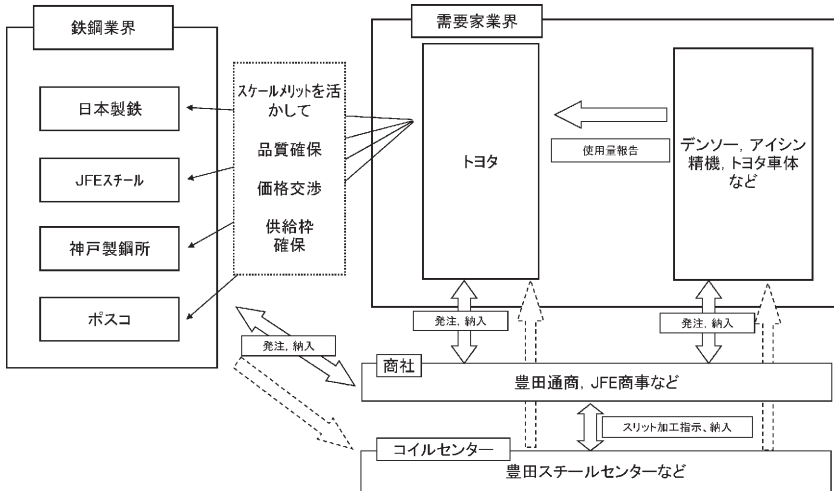 鉄鋼業界
日本製鉄
JFEスチール
神戸製鋼所
ポスコ
スケールメリットを活
かして
品質確保
価格交渉
供給枠
確保
需要家業界
トヨタ
使用量報告
デンソー，アイシン
精機，トヨタ車体
など
発注，納入
発注，納入
発注，納入
商社
豊田通商，JFE商事など
スリット加工指示、納入
コイルセンター
豊田スチールセンターなど